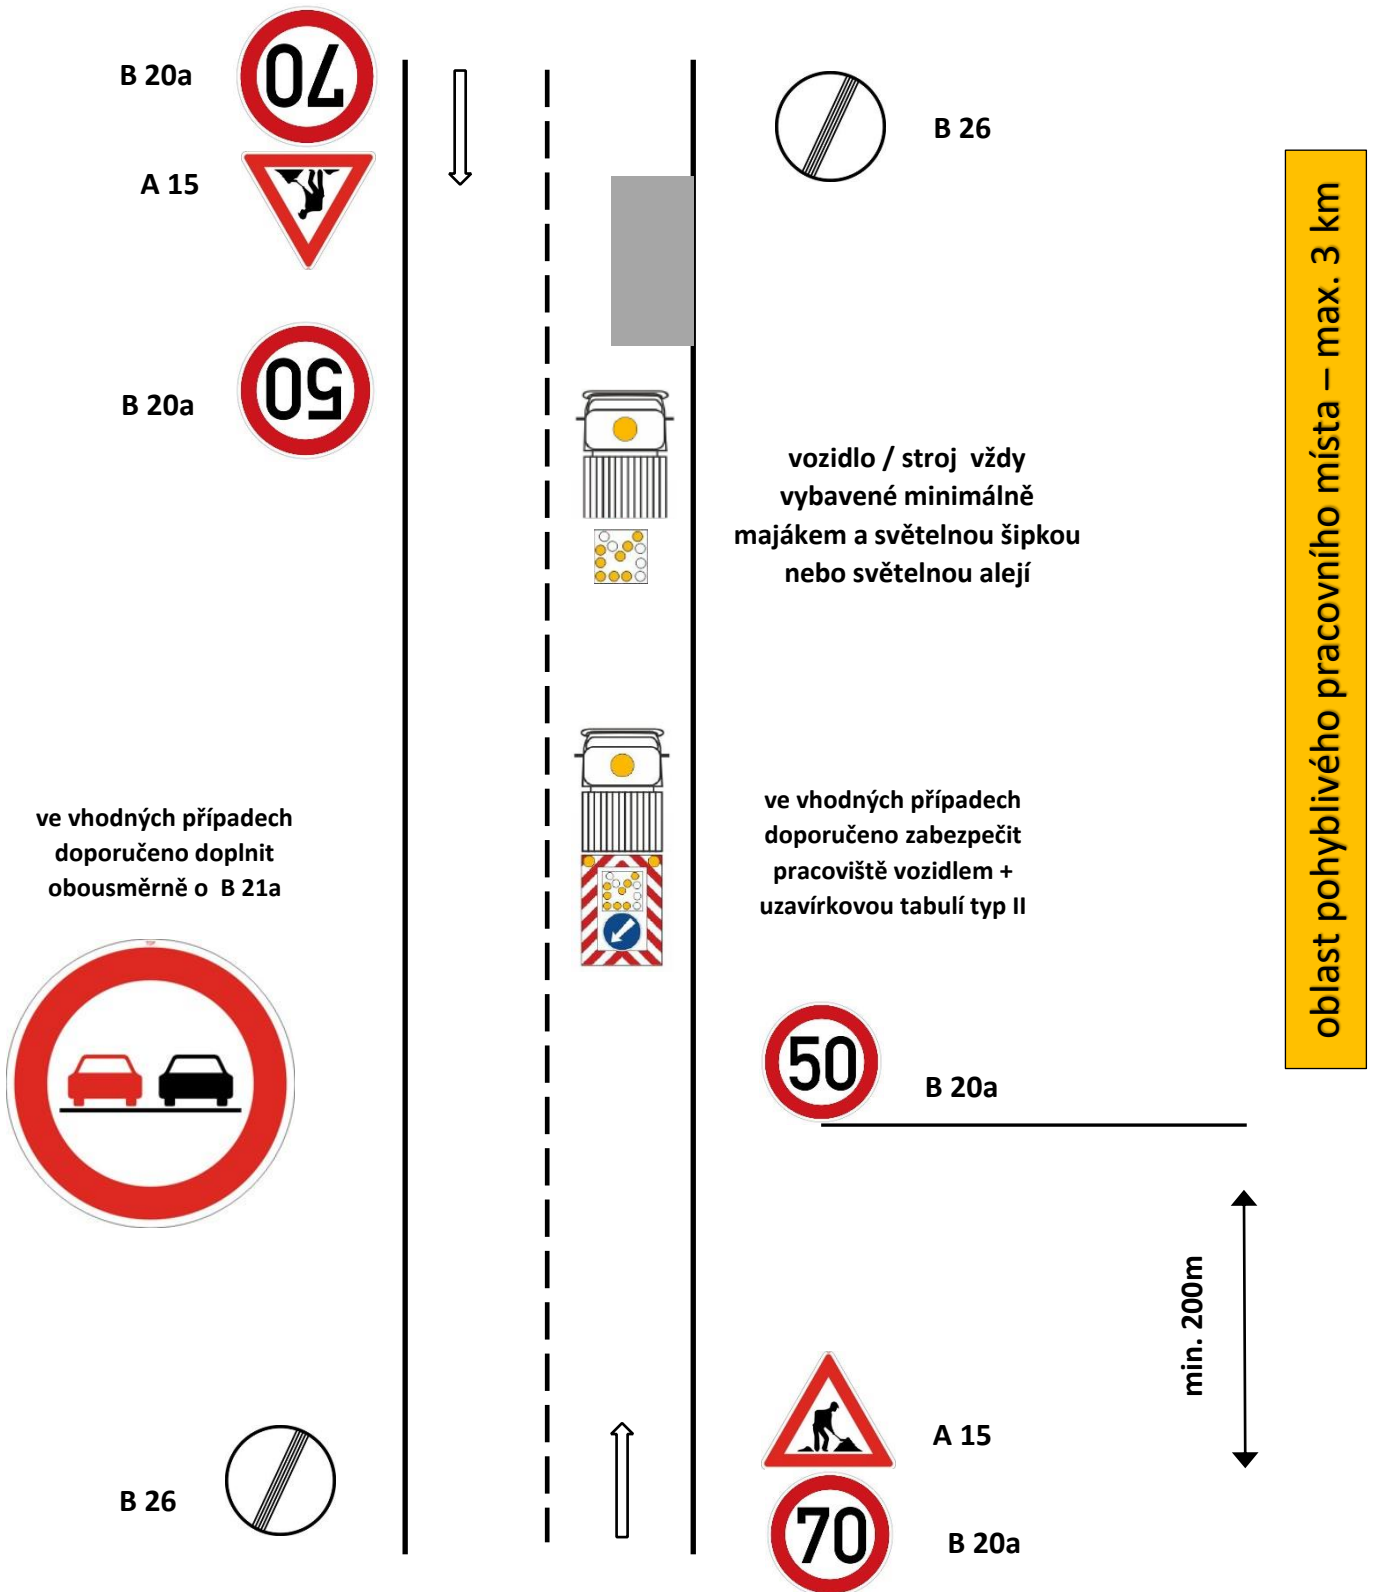 70
B 20a
A 15
B 26
50
B 20a
vozidlo / stroj vždy
vybavené minimálně
majákem a světelnou šipkou
nebo světelnou alejí
oblast pohyblivého pracovního místa – max. 3 km
ve vhodných případech
doporučeno doplnit
obousměrně o B 21a
ve vhodných případech
doporučeno zabezpečit
pracoviště vozidlem +
uzavírkovou tabulí typ II
50
B 20a
min. 200m
A 15
B 26
70
B 20a